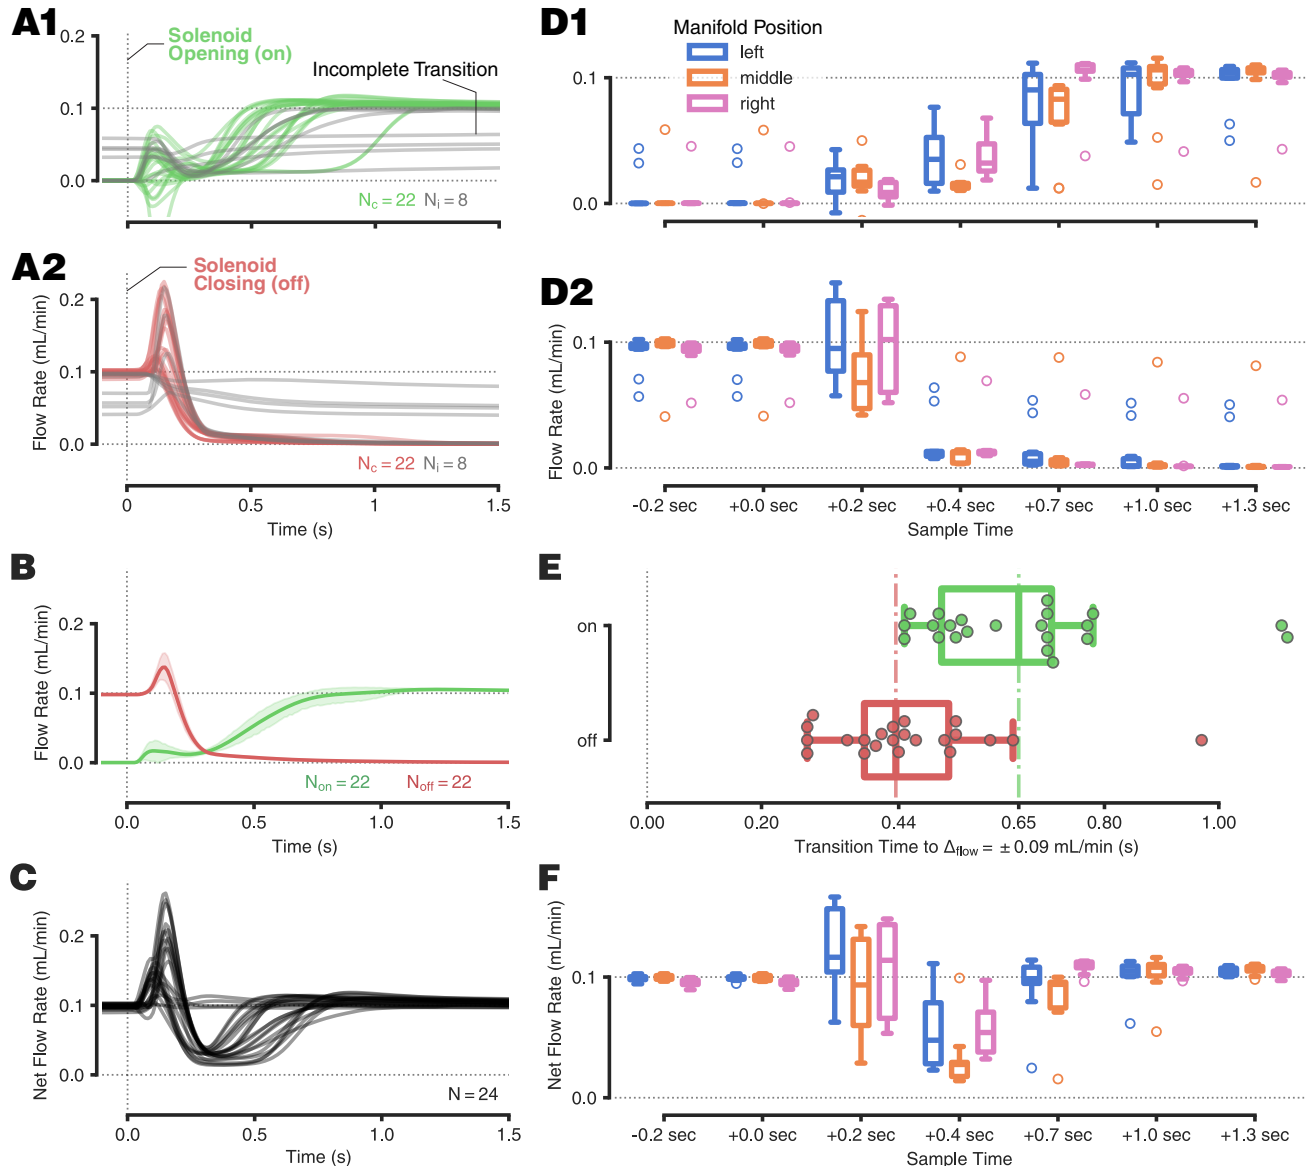 A1
0.2
0.1
0.0
Solenoid
Opening (on)
Incomplete Transition
N_c = 22 N_i = 8
A2
Flow Rate (mL/min)
0.2
0.1
0.0
Solenoid
Closing (off)
N_c = 22 N_i = 8
0 0.5 1 1.5
Time (s)
B
Flow Rate (mL/min)
0.2
0.1
0.0
N_on = 22 N_off = 22
0.0 0.5 1.0 1.5
Time (s)
C
Net Flow Rate (mL/min)
0.2
0.1
0.0
N = 24
0.0 0.5 1.0 1.5
Time (s)
D1
Manifold Position
left
middle
right
0.1
0.0
D2
Flow Rate (mL/min)
0.1
0.0
-0.2 sec +0.0 sec +0.2 sec +0.4 sec +0.7 sec +1.0 sec +1.3 sec
Sample Time
E
on
off
0.00 0.20 0.44 0.65 0.80 1.00
Transition Time to Δ_flow = ± 0.09 mL/min (s)
F
Net Flow Rate (mL/min)
0.1
0.0
-0.2 sec +0.0 sec +0.2 sec +0.4 sec +0.7 sec +1.0 sec +1.3 sec
Sample Time